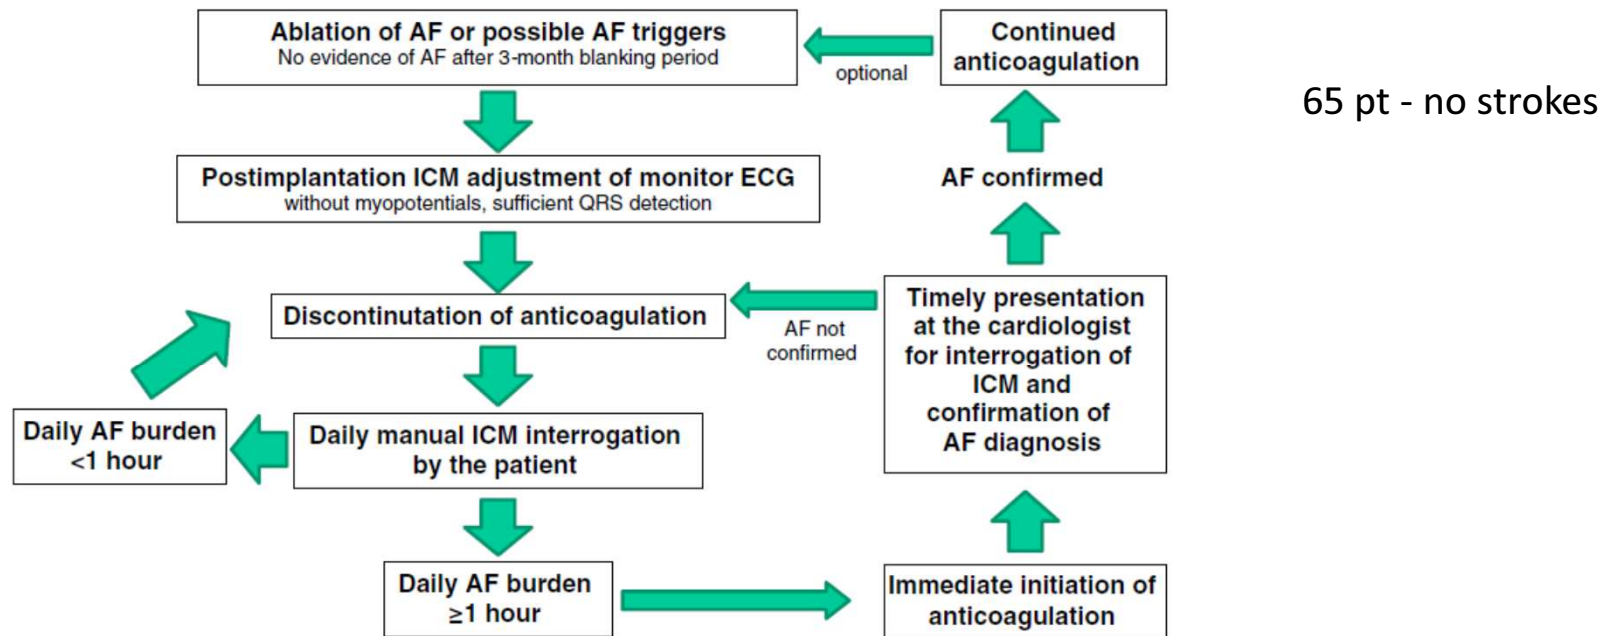 Ablation of AF or possible AF triggers
No evidence of AF after 3-month blanking period
optional
Continued
anticoagulation
65 pt - no strokes
Postimplantation ICM adjustment of monitor ECG
without myopotentials, sufficient QRS detection
AF confirmed
Discontinutation of anticoagulation
AF not
confirmed
Timely presentation
at the cardiologist
for interrogation of
ICM and
confirmation of
AF diagnosis
Daily AF burden
<1 hour
Daily manual ICM interrogation
by the patient
Daily AF burden
≥1 hour
Immediate initiation of
anticoagulation